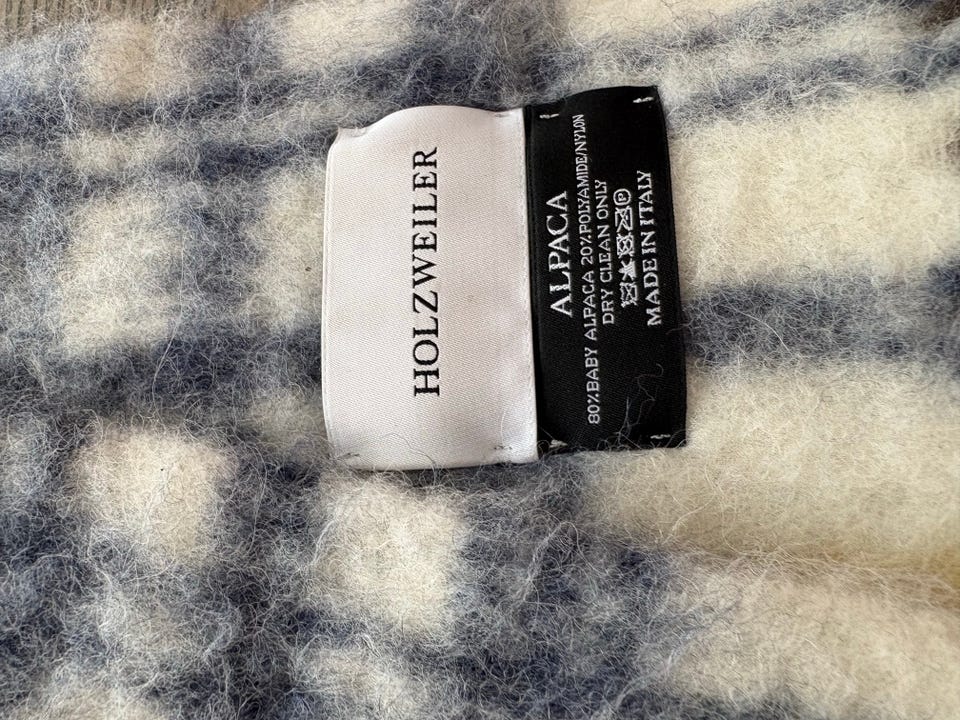 HOLZWEILER
ALPACA
80%BABY ALPACA 20%POLYAMIDE/NYLON
DRY CLEAN ONLY
MADE IN ITALY